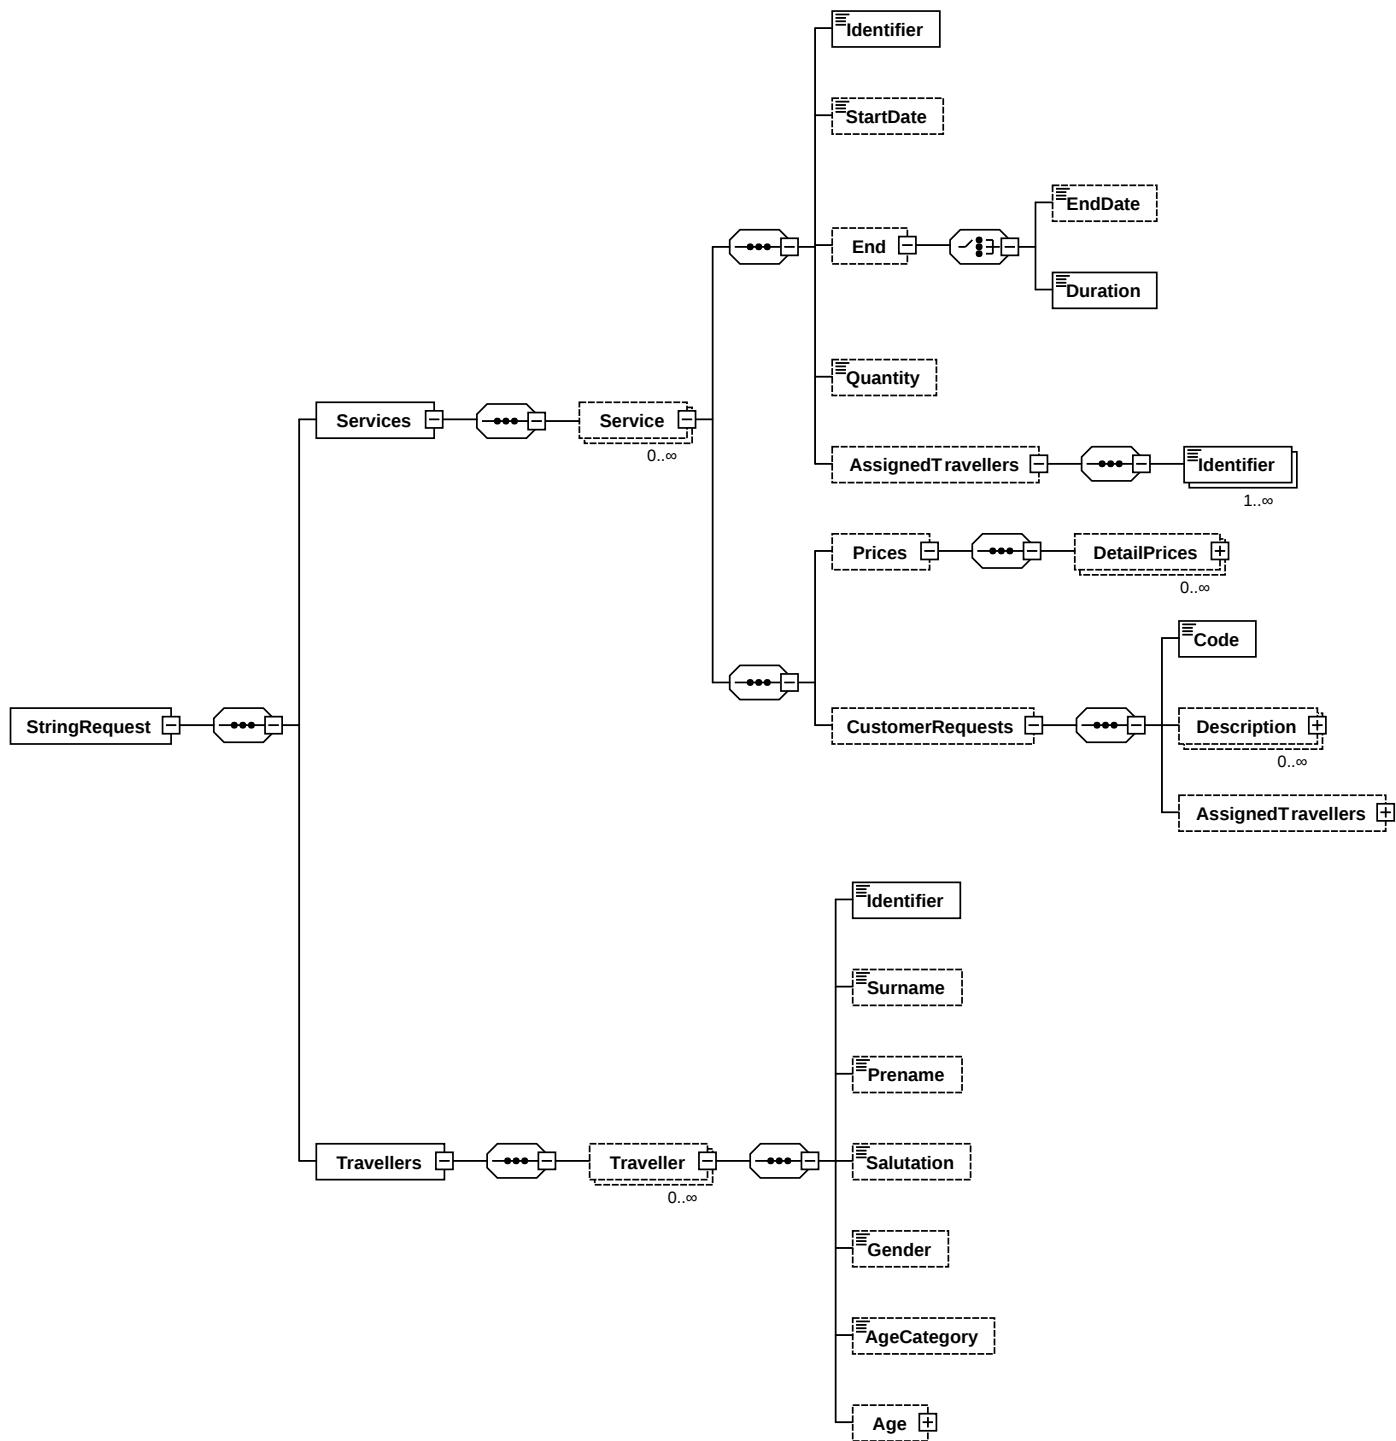 Identifier
StartDate
EndDate
End
Duration
Quantity
Services
Service
0..∞
AssignedTravellers
Identifier
1..∞
Prices
DetailPrices
0..∞
Code
StringRequest
CustomerRequests
Description
0..∞
AssignedTravellers
Identifier
Surname
Prename
Travellers
Traveller
0..∞
Salutation
Gender
AgeCategory
Age